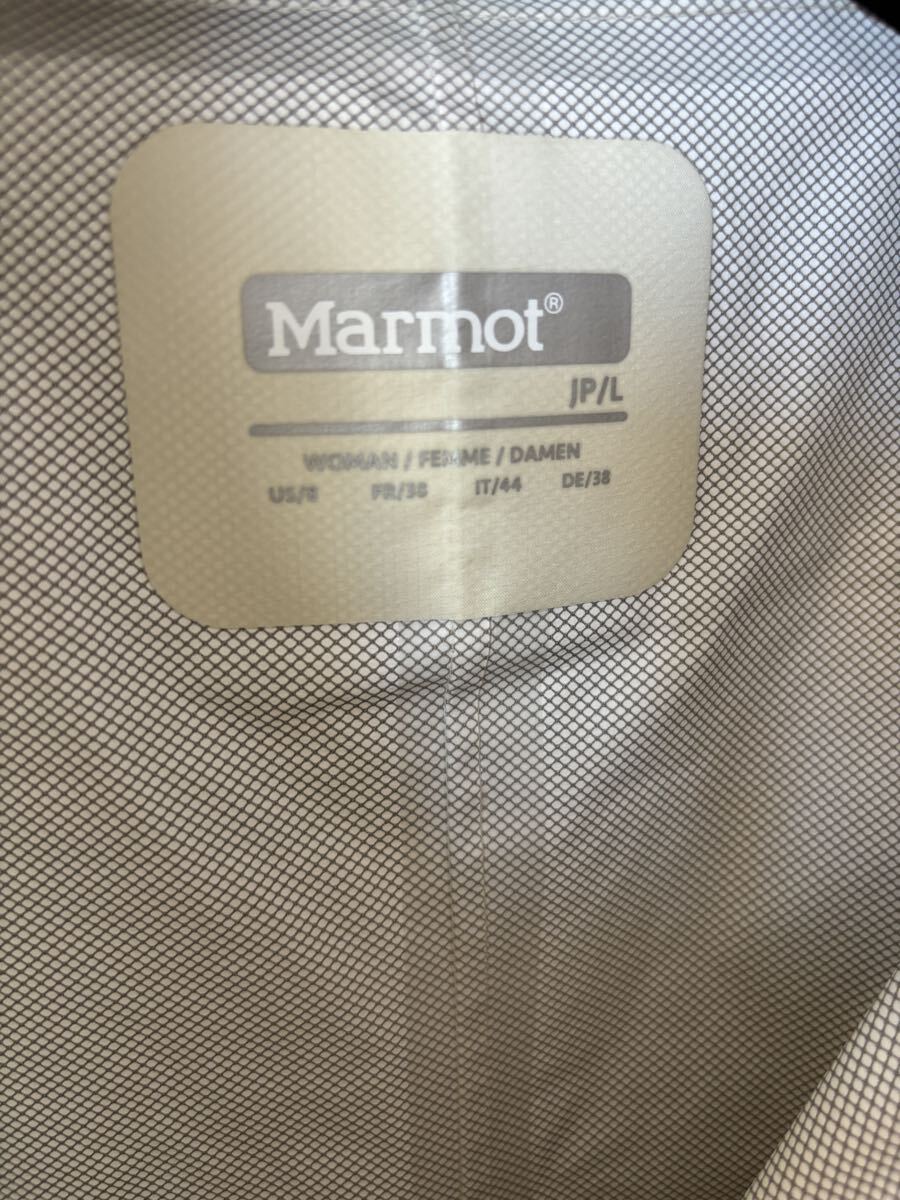 Marmot®
JP/L
WOMAN / FEMME / DAMEN
US/8 FR/38 IT/44 DE/38